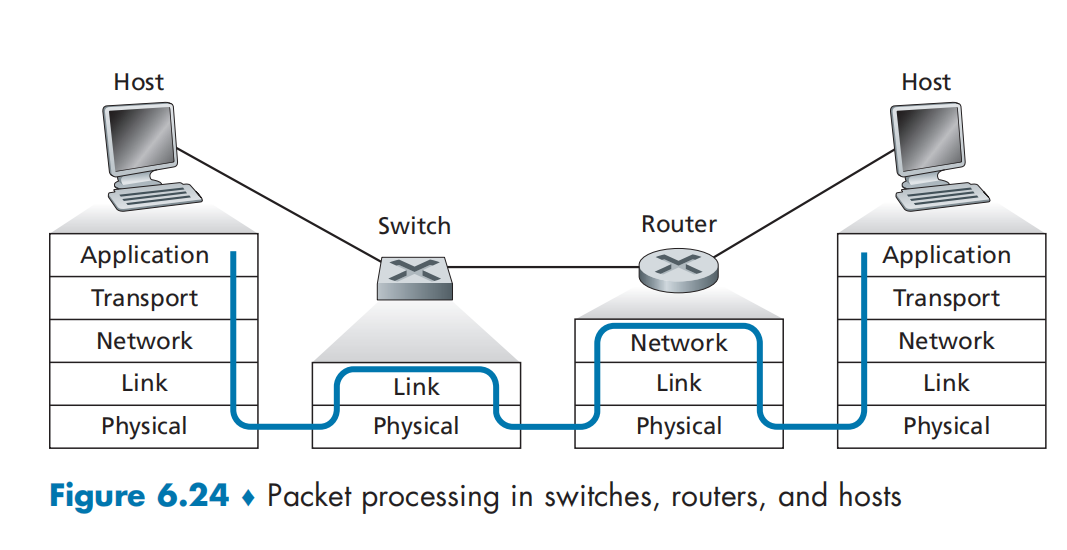 Host
Host
Switch
Router
Application
Transport
Network
Link
Physical
Link
Physical
Network
Link
Physical
Application
Transport
Network
Link
Physical
Figure 6.24 ♦ Packet processing in switches, routers, and hosts